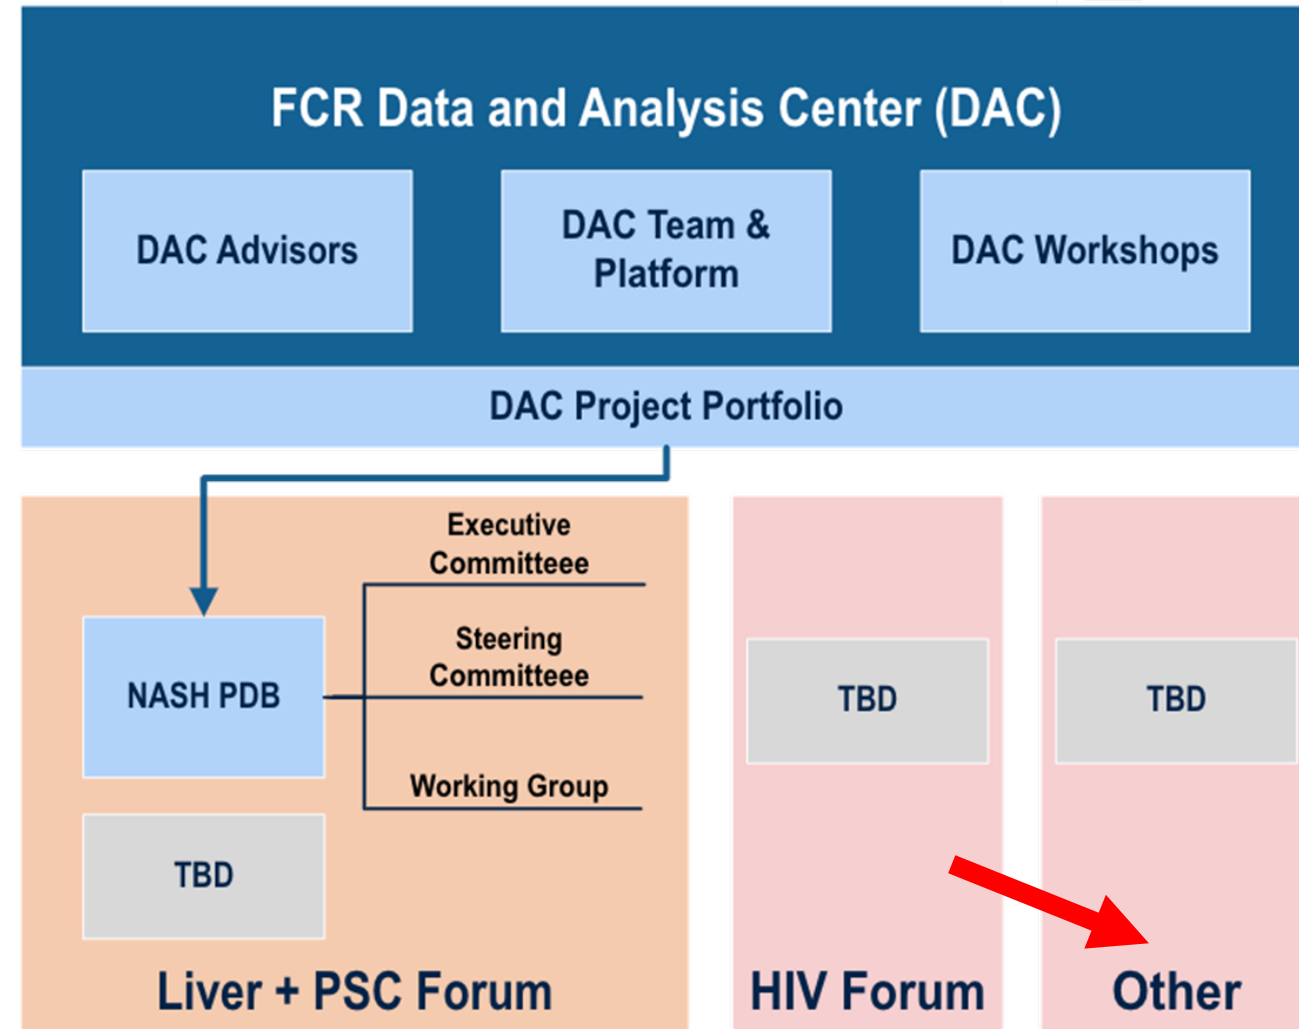 FCR Data and Analysis Center (DAC)
DAC Advisors
DAC Team &
Platform
DAC Workshops
DAC Project Portfolio
Executive
Committeee
Steering
Committeee
NASH PDB
Working Group
TBD
Liver + PSC Forum
TBD
HIV Forum
TBD
Other